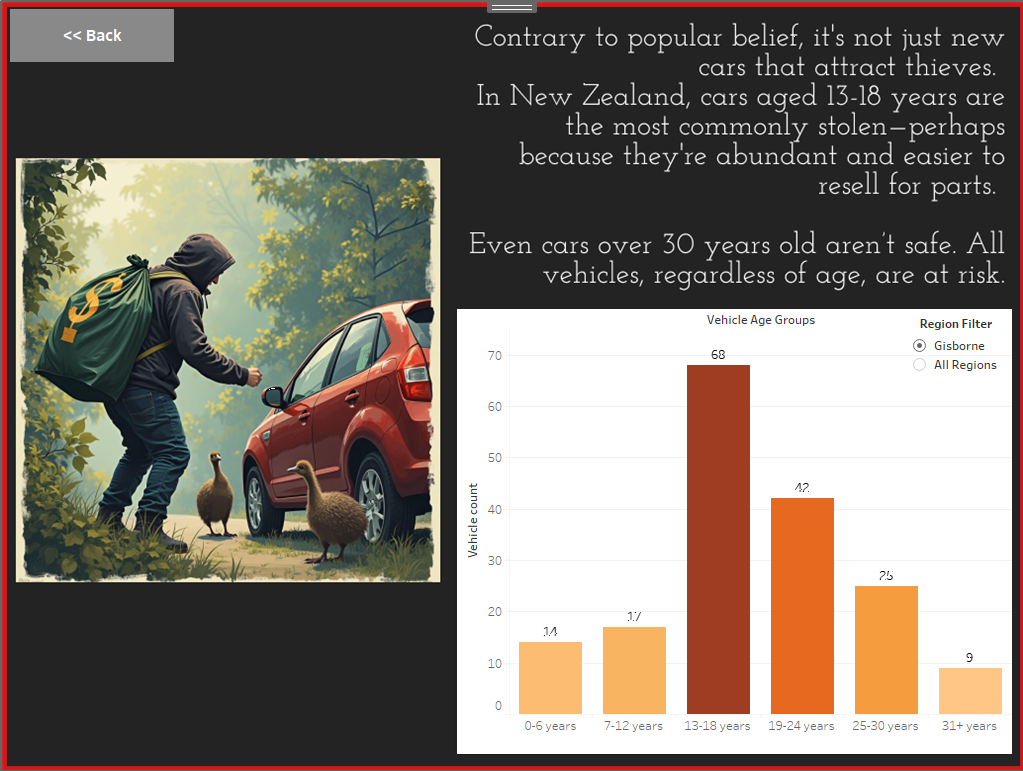 << Back
Contrary to popular belief, it's not just new
cars that attract thieves.
In New Zealand, cars aged 13-18 years are
the most commonly stolen—perhaps
because they're abundant and easier to
resell for parts.
Even cars over 30 years old aren't safe. All
vehicles, regardless of age, are at risk.
$
Vehicle Age Groups
Region Filter
Gisborne
All Regions
Vehicle count
70
60
50
40
30
20
10
0
14
17
68
42
25
9
0-6 years
7-12 years
13-18 years
19-24 years
25-30 years
31+ years